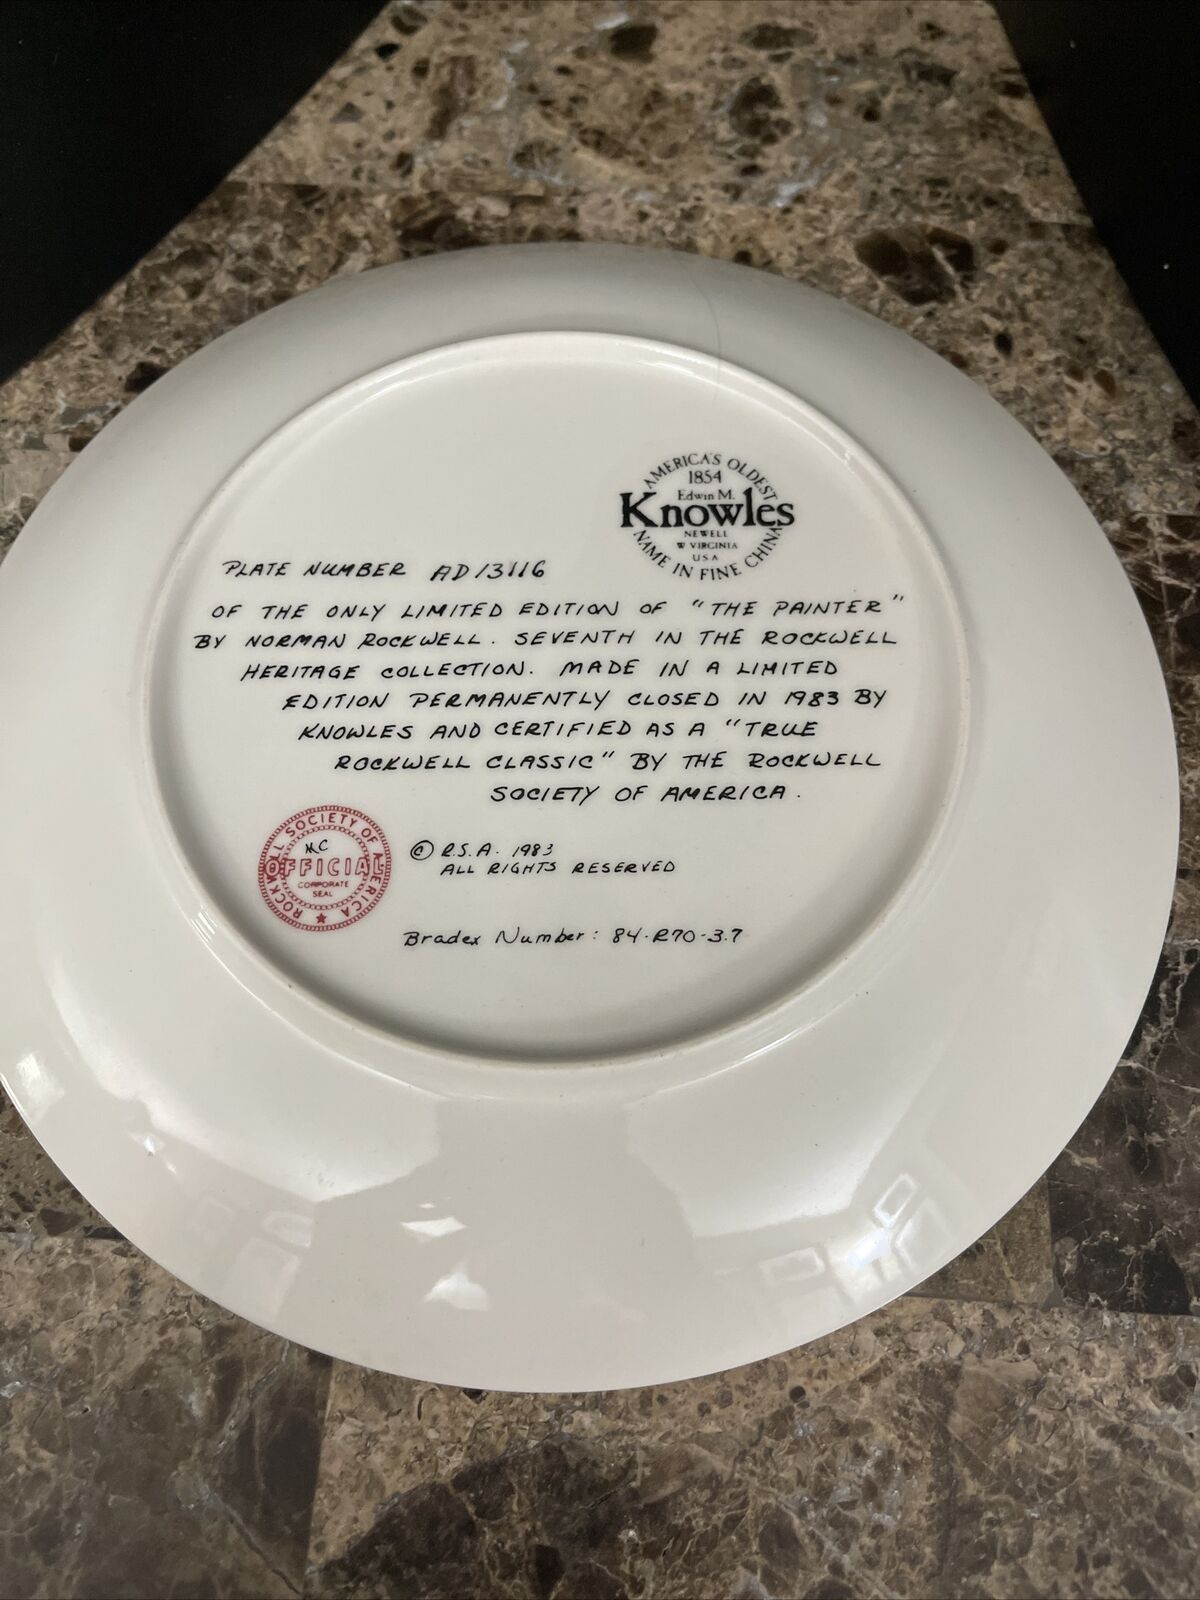 AMERICA'S OLDEST
1854
Edwin M.
Knowles
NEWELL
W VIRGINIA
USA
NAME IN FINE CHINA
PLATE NUMBER AD13116
OF THE ONLY LIMITED EDITION OF "THE PAINTER"
BY NORMAN ROCKWELL. SEVENTH IN THE ROCKWELL
HERITAGE COLLECTION. MADE IN A LIMITED
EDITION PERMANENTLY CLOSED IN 1983 BY
KNOWLES AND CERTIFIED AS A "TRUE
ROCKWELL CLASSIC" BY THE ROCKWELL
SOCIETY OF AMERICA.
ROCKWELL SOCIETY OF AMERICA
MC
OFFICIAL
CORPORATE
SEAL
© R.S.A. 1983
ALL RIGHTS RESERVED
Bradex Number: 84-R70-3.7